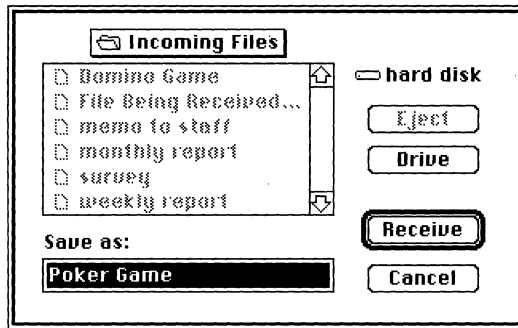 Incoming Files
Domino Game
File Being Received...
memo to staff
monthly report
survey
weekly report
hard disk
Eject
Drive
Receive
Cancel
Save as:
Poker Game